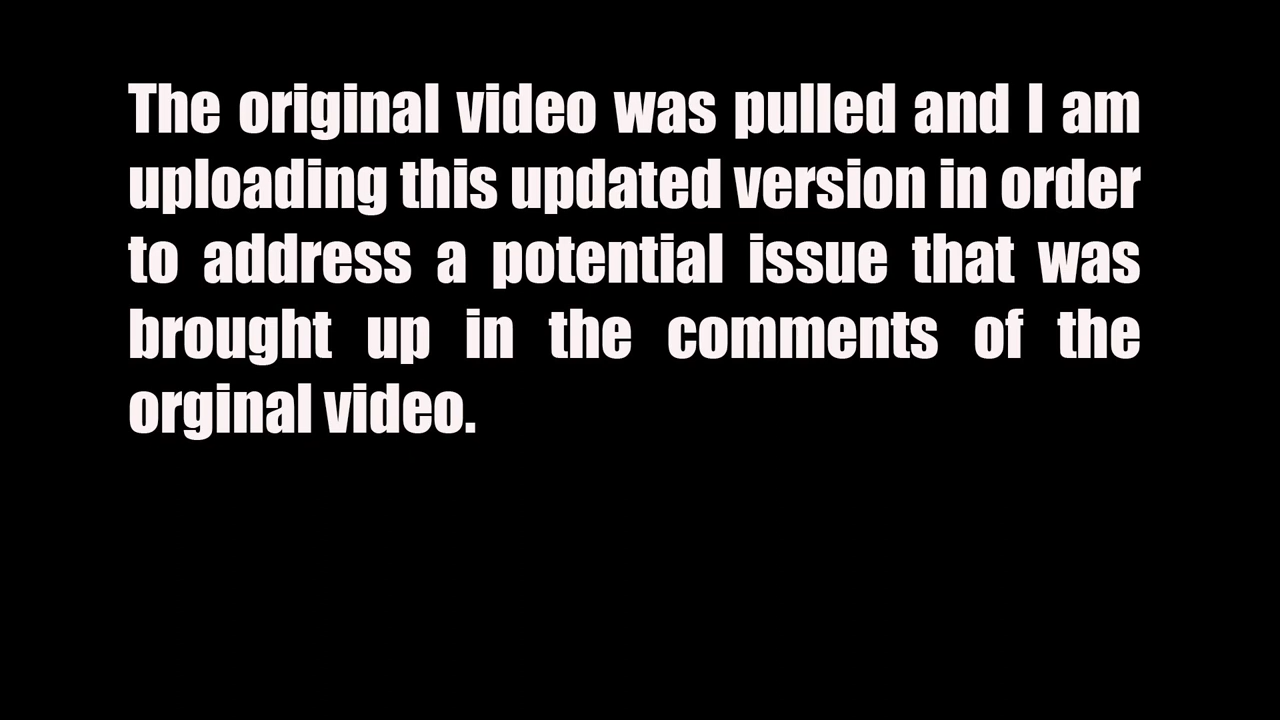 The original video was pulled and I am
uploading this updated version in order
to address a potential issue that was
brought up in the comments of the
orginal video.